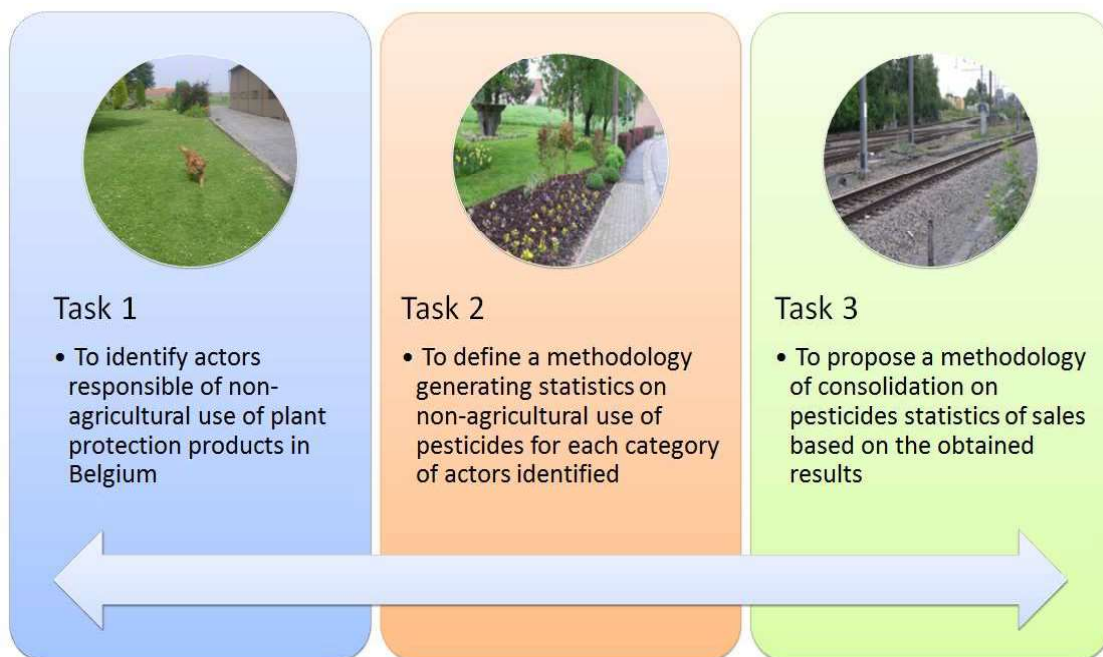 Task 1
• To identify actors
responsible of non-
agricultural use of plant
protection products in
Belgium
Task 2
• To define a methodology
generating statistics on
non-agricultural use of
pesticides for each category
of actors identified
Task 3
• To propose a methodology
of consolidation on
pesticides statistics of sales
based on the obtained
results